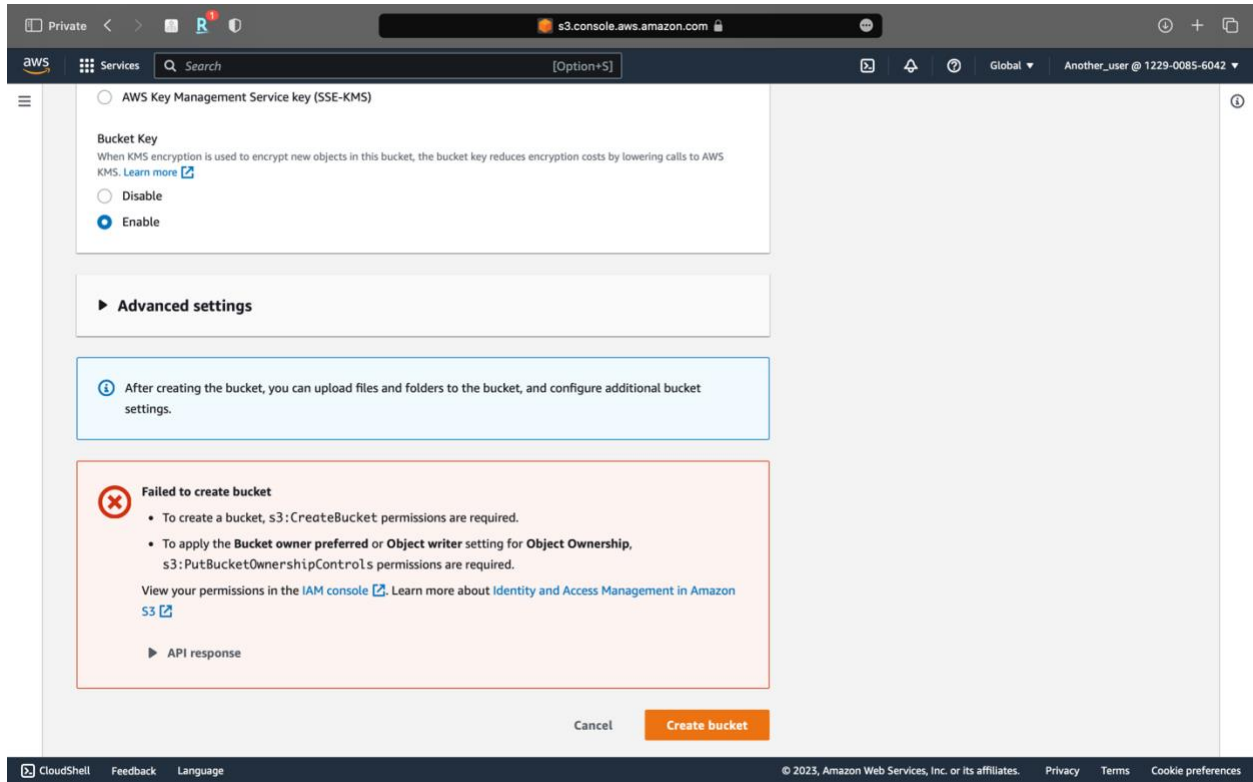 Private
R 1
s3.console.aws.amazon.com
aws
Services
Search
[Option+S]
Global
Another_user @ 1229-0085-6042
AWS Key Management Service key (SSE-KMS)
Bucket Key
When KMS encryption is used to encrypt new objects in this bucket, the bucket key reduces encryption costs by lowering calls to AWS
KMS. Learn more
Disable
Enable
Advanced settings
After creating the bucket, you can upload files and folders to the bucket, and configure additional bucket
settings.
Failed to create bucket
• To create a bucket, s3:CreateBucket permissions are required.
• To apply the Bucket owner preferred or Object writer setting for Object Ownership,
s3:PutBucketOwnershipControls permissions are required.
View your permissions in the IAM console. Learn more about Identity and Access Management in Amazon
S3
API response
Cancel
Create bucket
CloudShell
Feedback
Language
© 2023, Amazon Web Services, Inc. or its affiliates.
Privacy
Terms
Cookie preferences